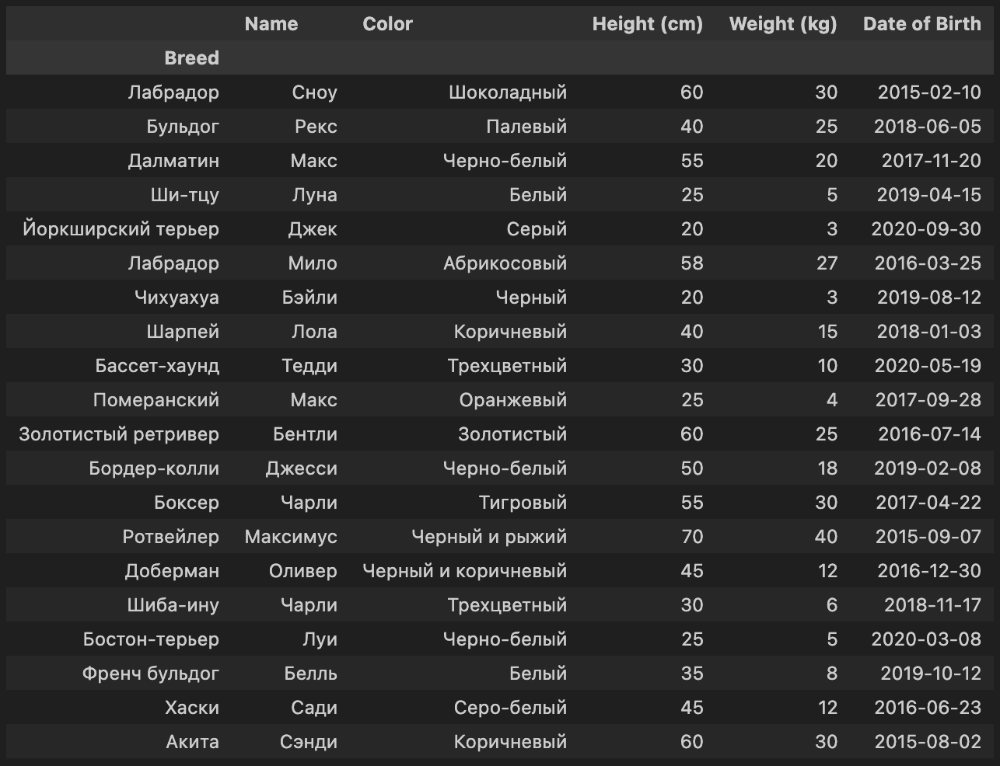 Name Color Height (cm) Weight (kg) Date of Birth
Breed
Лабрадор Сноу Шоколадный 60 30 2015-02-10
Бульдог Рекс Палевый 40 25 2018-06-05
Далматин Макс Черно-белый 55 20 2017-11-20
Ши-тцу Луна Белый 25 5 2019-04-15
Йоркширский терьер Джек Серый 20 3 2020-09-30
Лабрадор Мило Абрикосовый 58 27 2016-03-25
Чихуахуа Бэйли Черный 20 3 2019-08-12
Шарпей Лола Коричневый 40 15 2018-01-03
Бассет-хаунд Тедди Трехцветный 30 10 2020-05-19
Померанский Макс Оранжевый 25 4 2017-09-28
Золотистый ретривер Бентли Золотистый 60 25 2016-07-14
Бордер-колли Джесси Черно-белый 50 18 2019-02-08
Боксер Чарли Тигровый 55 30 2017-04-22
Ротвейлер Максимус Черный и рыжий 70 40 2015-09-07
Доберман Оливер Черный и коричневый 45 12 2016-12-30
Шиба-ину Чарли Трехцветный 30 6 2018-11-17
Бостон-терьер Луи Черно-белый 25 5 2020-03-08
Френч бульдог Белль Белый 35 8 2019-10-12
Хаски Сади Серо-белый 45 12 2016-06-23
Акита Сэнди Коричневый 60 30 2015-08-02